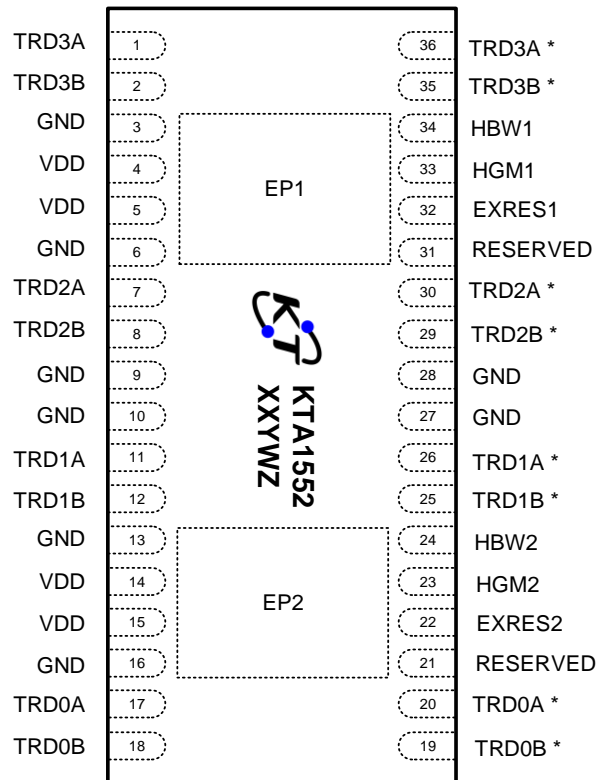 TRD3A 1 36 TRD3A *
TRD3B 2 35 TRD3B *
GND 3 34 HBW1
VDD 4 33 HGM1
EP1
VDD 5 32 EXRES1
GND 6 31 RESERVED
TRD2A 7 30 TRD2A *
TRD2B 8 29 TRD2B *
KT
GND 9 28 GND
GND 10 27 GND
KTA1552
XXYWZ
TRD1A 11 26 TRD1A *
TRD1B 12 25 TRD1B *
GND 13 24 HBW2
VDD 14 23 HGM2
EP2
VDD 15 22 EXRES2
GND 16 21 RESERVED
TRD0A 17 20 TRD0A *
TRD0B 18 19 TRD0B *